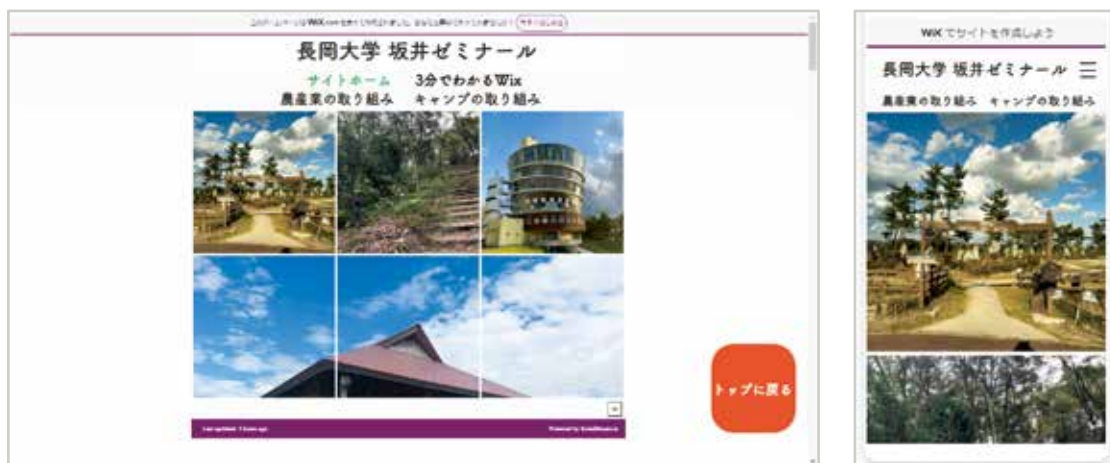 長岡大学 坂井ゼミナール
サイトホーム 3分でわかるWix
農産業の取り組み キャンプの取り組み
トップに戻る
WiX でサイトを作成しよう
長岡大学 坂井ゼミナール
農産業の取り組み キャンプの取り組み